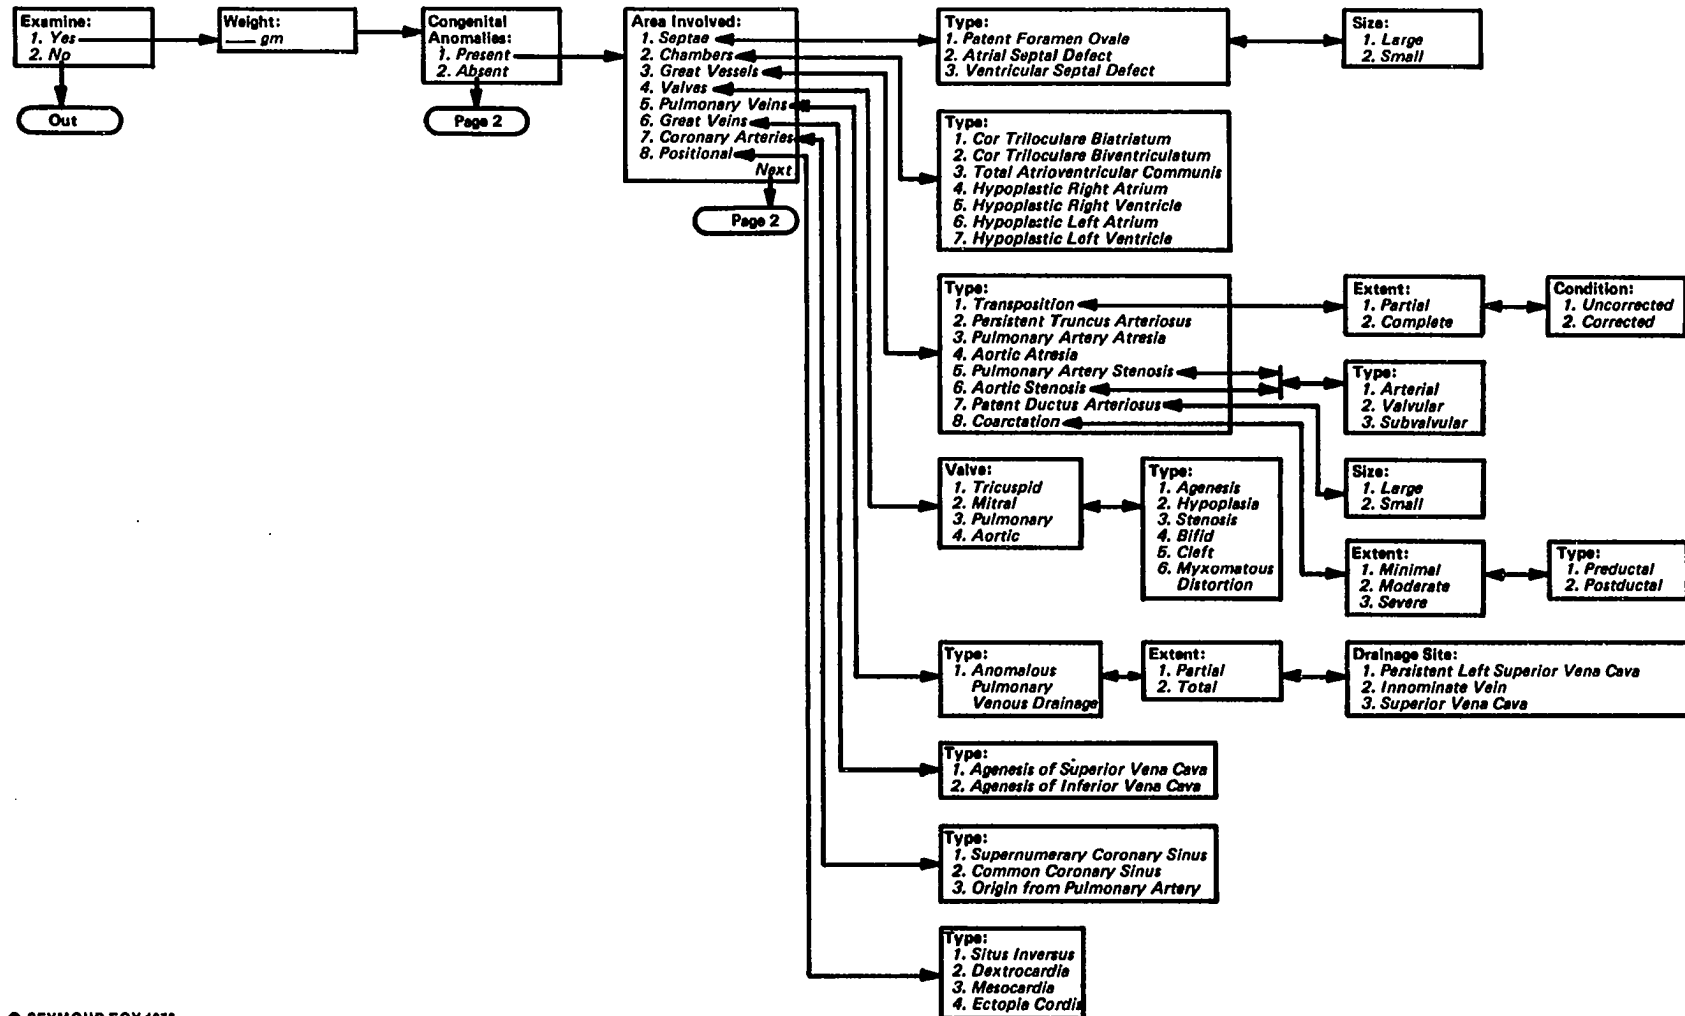 Examine:
1. Yes
2. No
Out
Weight:
___ gm
Congenital
Anomalies:
1. Present
2. Absent
Page 2
Area Involved:
1. Septae
2. Chambers
3. Great Vessels
4. Valves
5. Pulmonary Veins
6. Great Veins
7. Coronary Arteries
8. Positional
Next
Page 2
Type:
1. Patent Foramen Ovale
2. Atrial Septal Defect
3. Ventricular Septal Defect
Size:
1. Large
2. Small
Type:
1. Cor Triloculare Biatriatum
2. Cor Triloculare Biventriculatum
3. Total Atrioventricular Communis
4. Hypoplastic Right Atrium
5. Hypoplastic Right Ventricle
6. Hypoplastic Left Atrium
7. Hypoplastic Left Ventricle
Type:
1. Transposition
2. Persistent Truncus Arteriosus
3. Pulmonary Artery Atresia
4. Aortic Atresia
5. Pulmonary Artery Stenosis
6. Aortic Stenosis
7. Patent Ductus Arteriosus
8. Coarctation
Extent:
1. Partial
2. Complete
Condition:
1. Uncorrected
2. Corrected
Type:
1. Arterial
2. Valvular
3. Subvalvular
Size:
1. Large
2. Small
Extent:
1. Minimal
2. Moderate
3. Severe
Type:
1. Preductal
2. Postductal
Valve:
1. Tricuspid
2. Mitral
3. Pulmonary
4. Aortic
Type:
1. Agenesis
2. Hypoplasia
3. Stenosis
4. Bifid
5. Cleft
6. Myxomatous
Distortion
Type:
1. Anomalous
Pulmonary
Venous Drainage
Extent:
1. Partial
2. Total
Drainage Site:
1. Persistent Left Superior Vena Cava
2. Innominate Vein
3. Superior Vena Cava
Type:
1. Agenesis of Superior Vena Cava
2. Agenesis of Inferior Vena Cava
Type:
1. Supernumerary Coronary Sinus
2. Common Coronary Sinus
3. Origin from Pulmonary Artery
Type:
1. Situs Inversus
2. Dextrocardia
3. Mesocardia
4. Ectopia Cordis